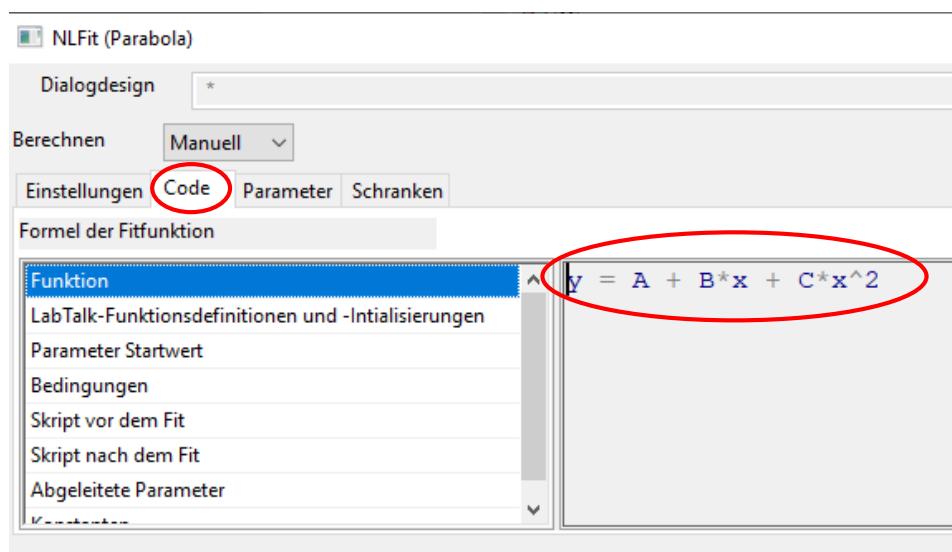 NLFit (Parabola)
Dialogdesign *
Berechnen Manuell
Einstellungen Code Parameter Schranken
Formel der Fitfunktion
Funktion
y = A + B*x + C*x^2
LabTalk-Funktionsdefinitionen und -Intialisierungen
Parameter Startwert
Bedingungen
Skript vor dem Fit
Skript nach dem Fit
Abgeleitete Parameter
Konstanten